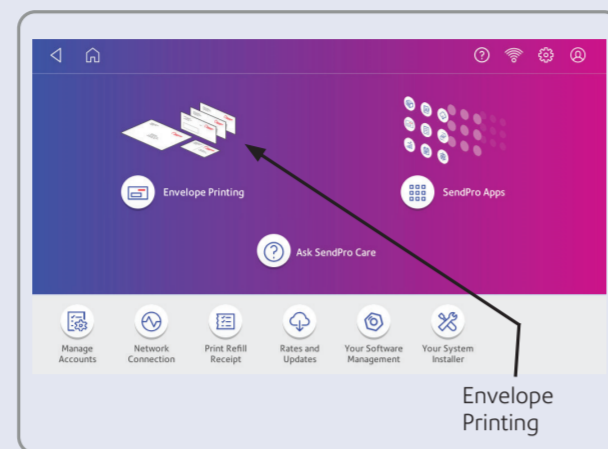 Envelope Printing
SendPro Apps
Ask SendPro Care
Manage
Accounts
Network
Connection
Print Refill
Receipt
Rates and
Updates
Your Software
Management
Your System
Installer
Envelope
Printing